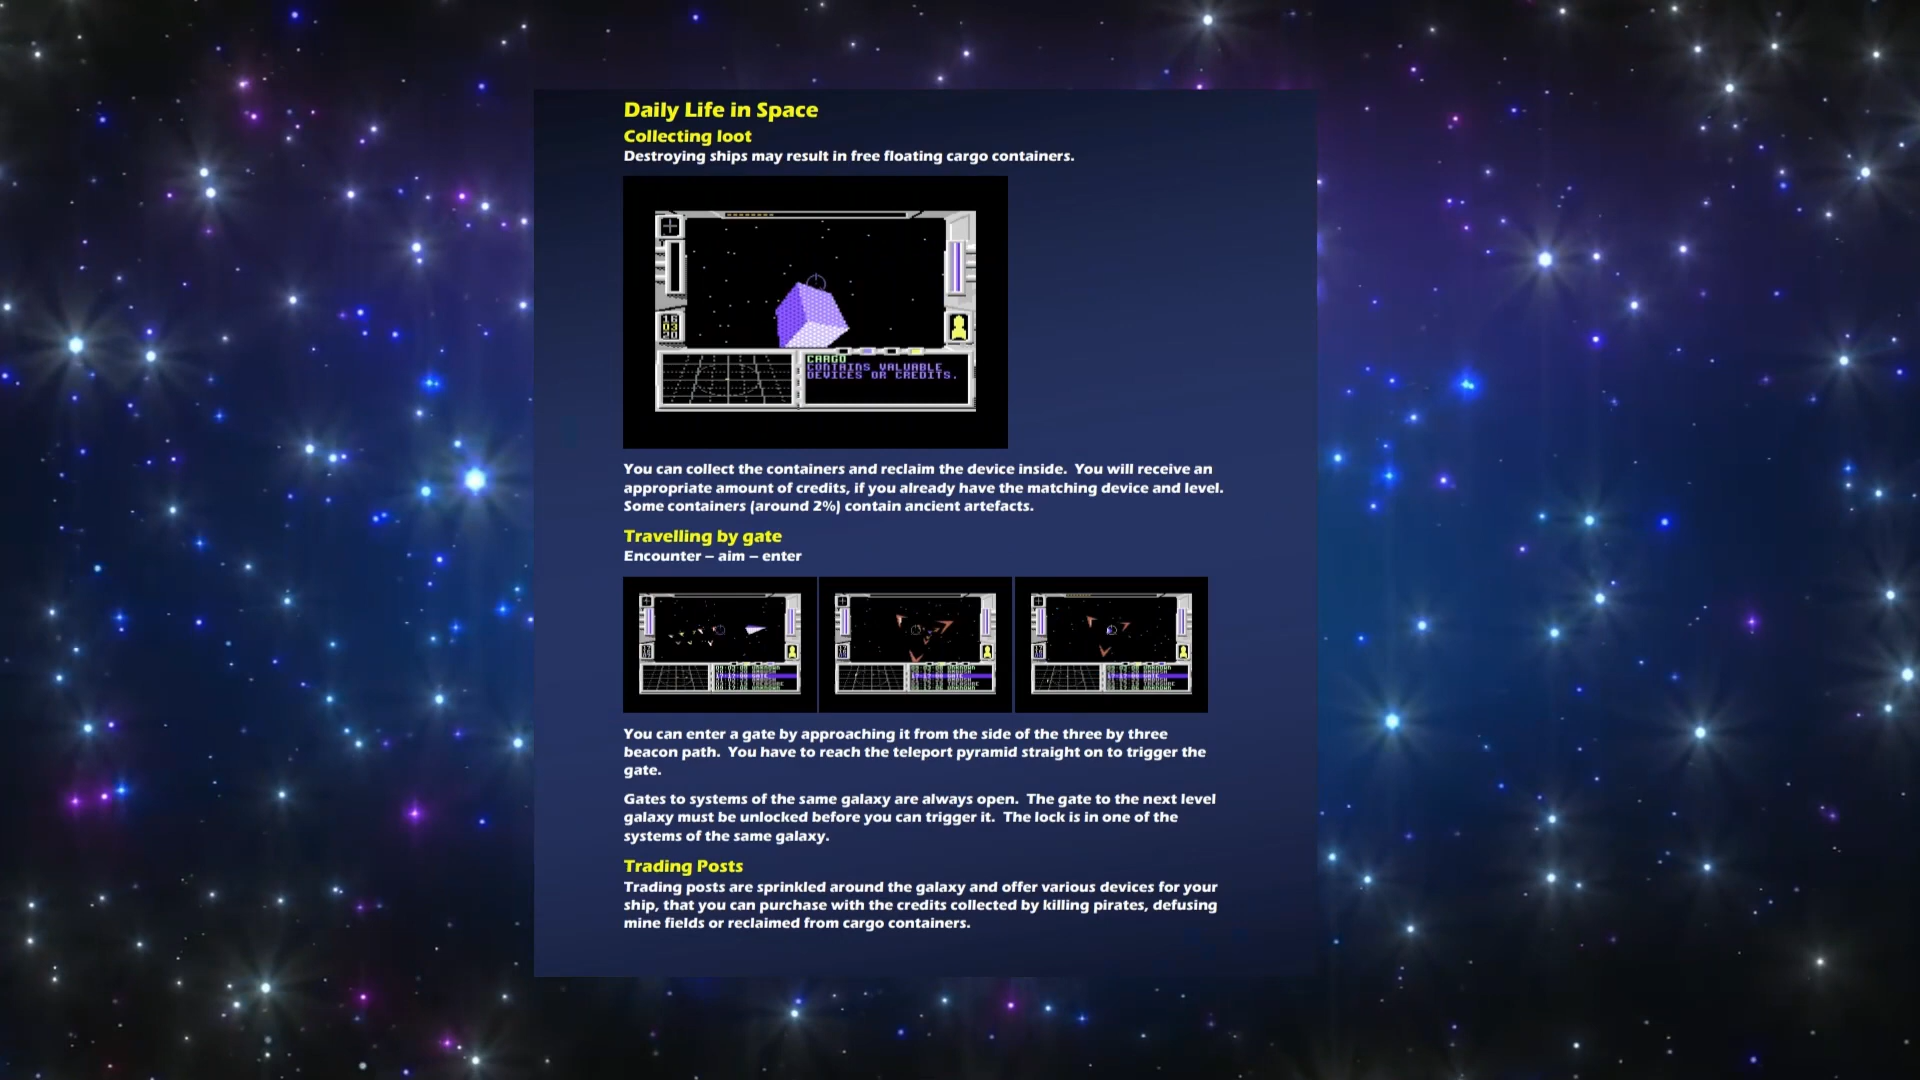 Daily Life in Space
Collecting loot
Destroying ships may result in free floating cargo containers.
16
03
20
CARGO
CONTAINS VALUABLE
DEVICES OR CREDITS.
You can collect the containers and reclaim the device inside. You will receive an
appropriate amount of credits, if you already have the matching device and level.
Some containers (around 2%) contain ancient artefacts.
Travelling by gate
Encounter – aim – enter
You can enter a gate by approaching it from the side of the three by three
beacon path. You have to reach the teleport pyramid straight on to trigger the
gate.
Gates to systems of the same galaxy are always open. The gate to the next level
galaxy must be unlocked before you can trigger it. The lock is in one of the
systems of the same galaxy.
Trading Posts
Trading posts are sprinkled around the galaxy and offer various devices for your
ship, that you can purchase with the credits collected by killing pirates, defusing
mine fields or reclaimed from cargo containers.